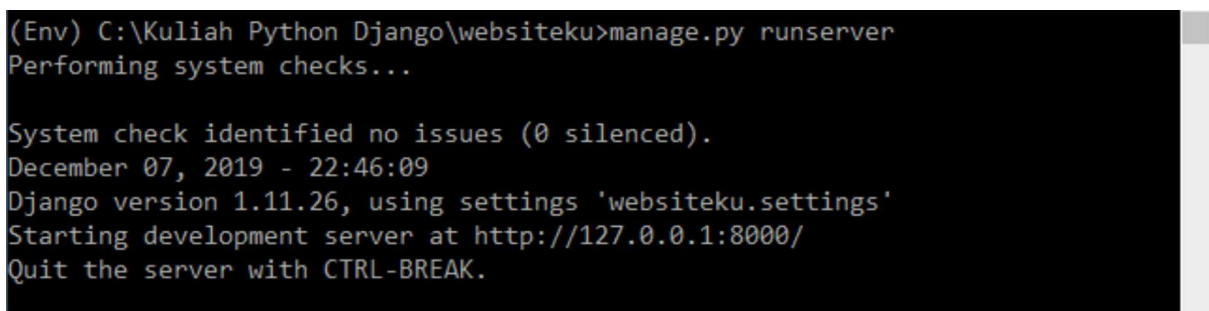 (Env) C:\Kuliah Python Django\websiteku>manage.py runserver
Performing system checks...
System check identified no issues (0 silenced).
December 07, 2019 - 22:46:09
Django version 1.11.26, using settings 'websiteku.settings'
Starting development server at http://127.0.0.1:8000/
Quit the server with CTRL-BREAK.